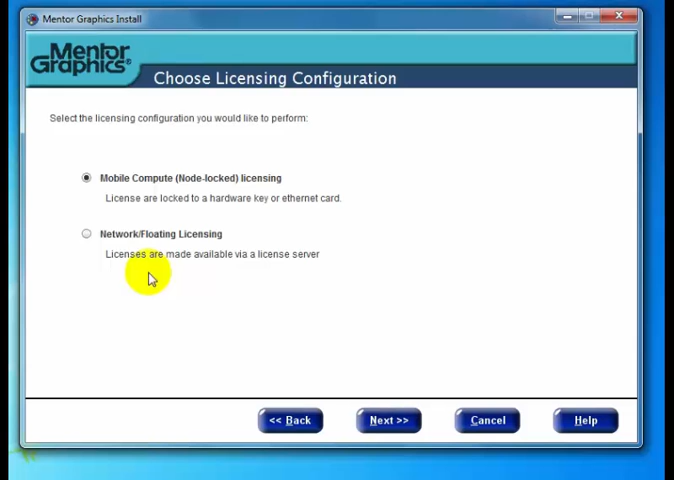 Mentor Graphics Install
Mentor
Graphics®
Choose Licensing Configuration
Select the licensing configuration you would like to perform:
Mobile Compute (Node-locked) licensing
License are locked to a hardware key or ethernet card.
Network/Floating Licensing
Licenses are made available via a license server
<< Back
Next >>
Cancel
Help